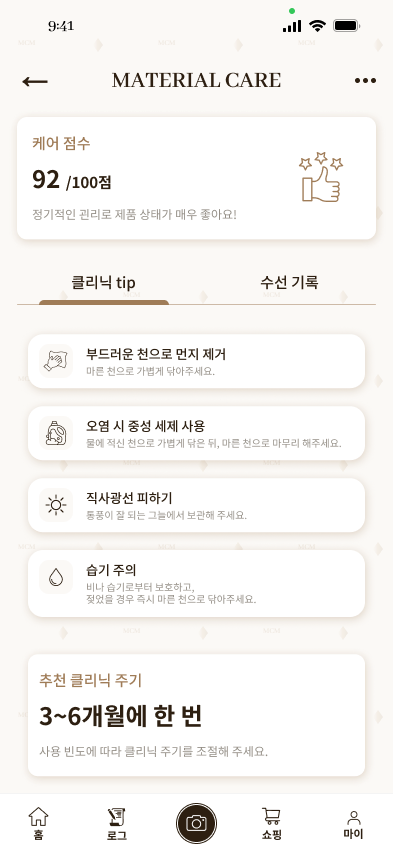 9:41
MATERIAL CARE
케어 점수
92 /100점
정기적인 관리로 제품 상태가 매우 좋아요!
클리닉 tip
수선 기록
부드러운 천으로 먼지 제거
마른 천으로 가볍게 닦아주세요.
오염 시 중성 세제 사용
물에 적신 천으로 가볍게 닦은 뒤, 마른 천으로 마무리 해주세요.
직사광선 피하기
통풍이 잘 되는 그늘에서 보관해 주세요.
습기 주의
비나 습기로부터 보호하고,
젖었을 경우 즉시 마른 천으로 닦아주세요.
추천 클리닉 주기
3~6개월에 한 번
사용 빈도에 따라 클리닉 주기를 조절해 주세요.
홈
로그
쇼핑
마이